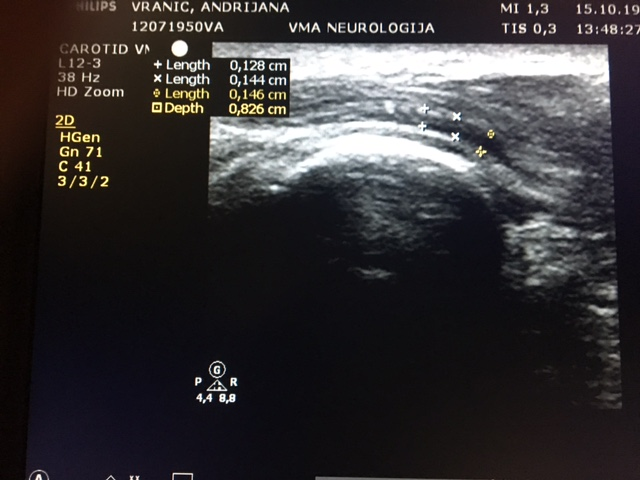 PHILIPS VRANIC, ANDRIJANA MI 1,3 15.10.19
12071950VA VMA NEUROLOGIJA TIS 0,3 13:48:27
CAROTID
L12-3 + Length 0,128 cm
38 Hz × Length 0,144 cm
HD Zoom Length 0,146 cm
Depth 0,826 cm
2D
HGen
Gn 71
C 41
3/3/2
G
P R
4,4 8,8
A